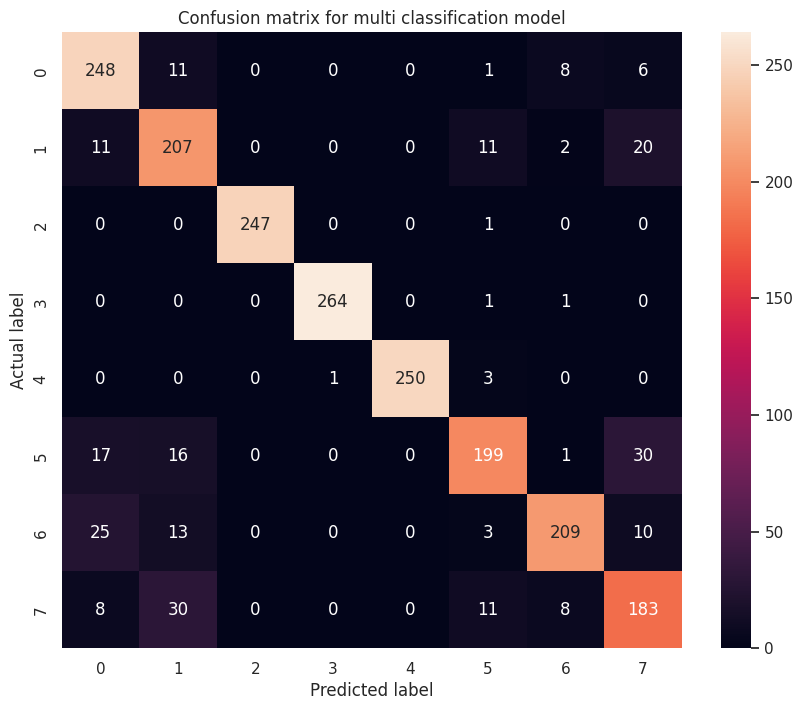 Confusion matrix for multi classification model
0 248 11 0 0 0 1 8 6
1 11 207 0 0 0 11 2 20
2 0 0 247 0 0 1 0 0
3 0 0 0 264 0 1 1 0
4 0 0 0 1 250 3 0 0
5 17 16 0 0 0 199 1 30
6 25 13 0 0 0 3 209 10
7 8 30 0 0 0 11 8 183
0 1 2 3 4 5 6 7
Predicted label
Actual label
250
200
150
100
50
0